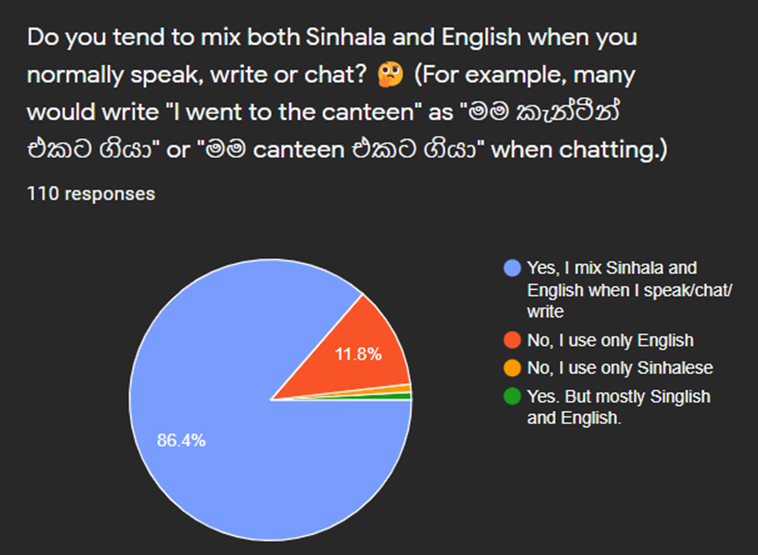 Do you tend to mix both Sinhala and English when you
normally speak, write or chat? 🤔 (For example, many
would write "I went to the canteen" as "මම කැන්ටීන්
එකට ගියා" or "මම canteen එකට ගියා" when chatting.)
110 responses
Yes, I mix Sinhala and
English when I speak/chat/
write
No, I use only English
No, I use only Sinhalese
Yes. But mostly Singlish
and English.
11.8%
86.4%